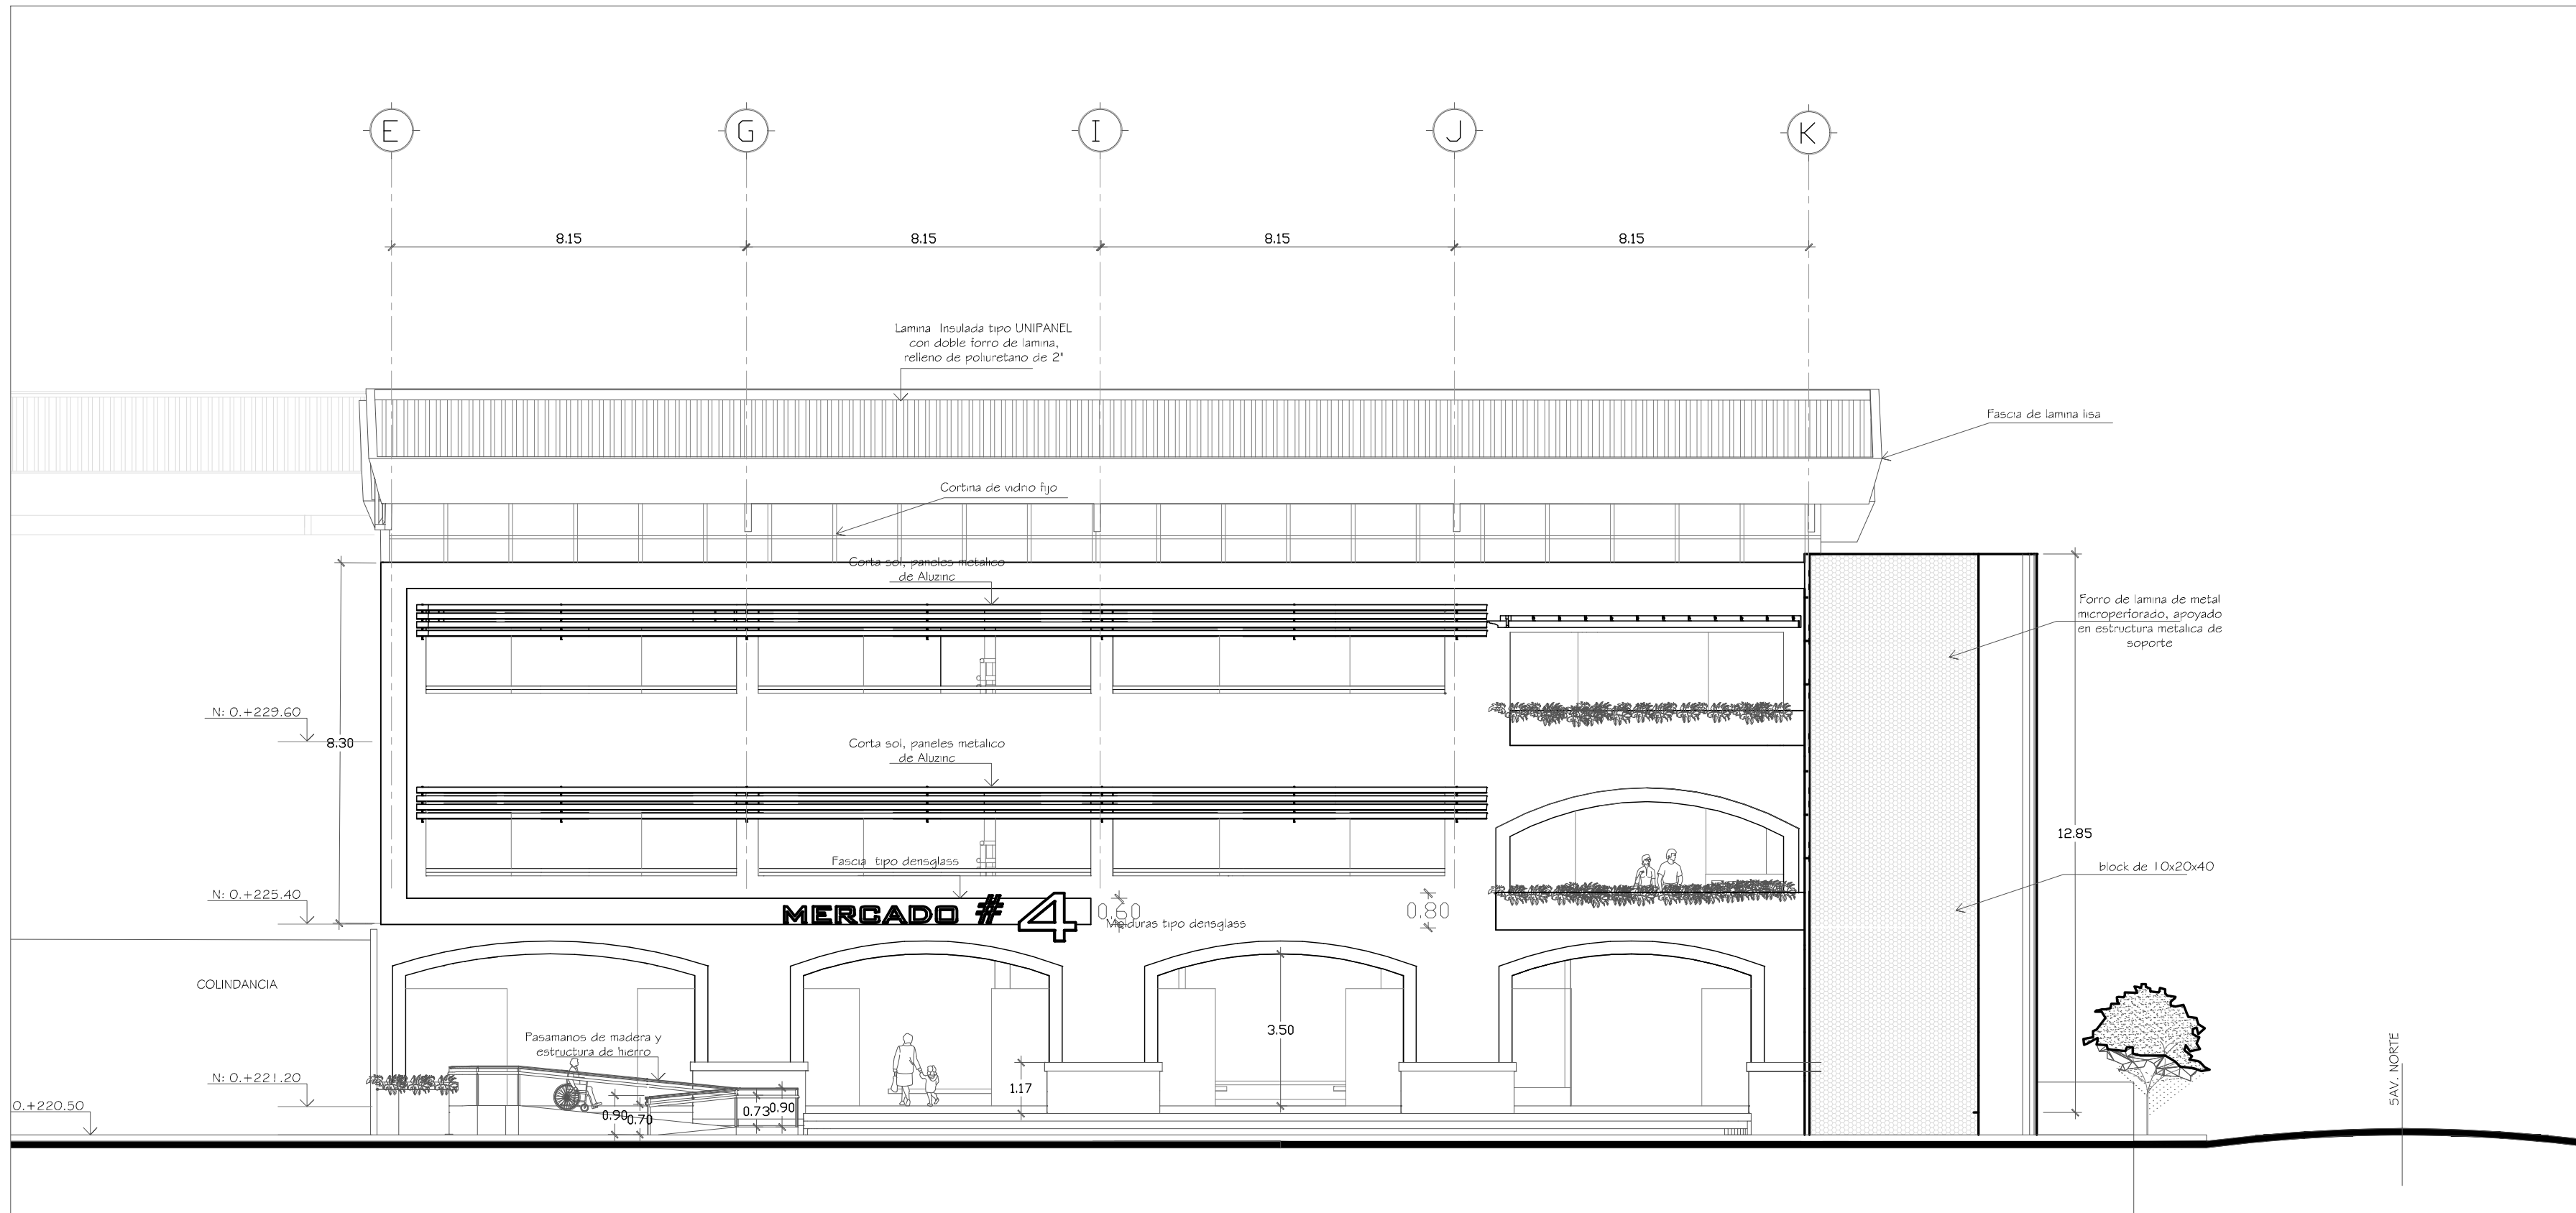 E
G
I
J
K
8.15
8.15
8.15
8.15
Lamina Insulada tipo UNIPANEL
con doble forro de lamina,
relleno de poliuretano de 2"
Fascia de lamina lisa
Cortina de vidrio fijo
Corta sol, paneles metalico
de Aluzinc
Forro de lamina de metal
microperforado, apoyado
en estructura metalica de
soporte
N: 0.+229.60
8.30
Corta sol, paneles metalico
de Aluzinc
12.85
Fascia tipo densglass
block de 10x20x40
N: 0.+225.40
MERCADO # 4
0,60
0,80
Molduras tipo densglass
COLINDANCIA
3.50
Pasamanos de madera y
estructura de hierro
N: 0.+221.20
1.17
0.+220.50
0.90
0.70
0.73
0.90
5AV. NORTE